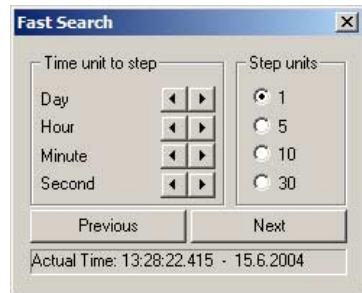 Fast Search
Time unit to step
Step units
Day
1
Hour
5
Minute
10
Second
30
Previous
Next
Actual Time: 13:28:22.415 - 15.6.2004